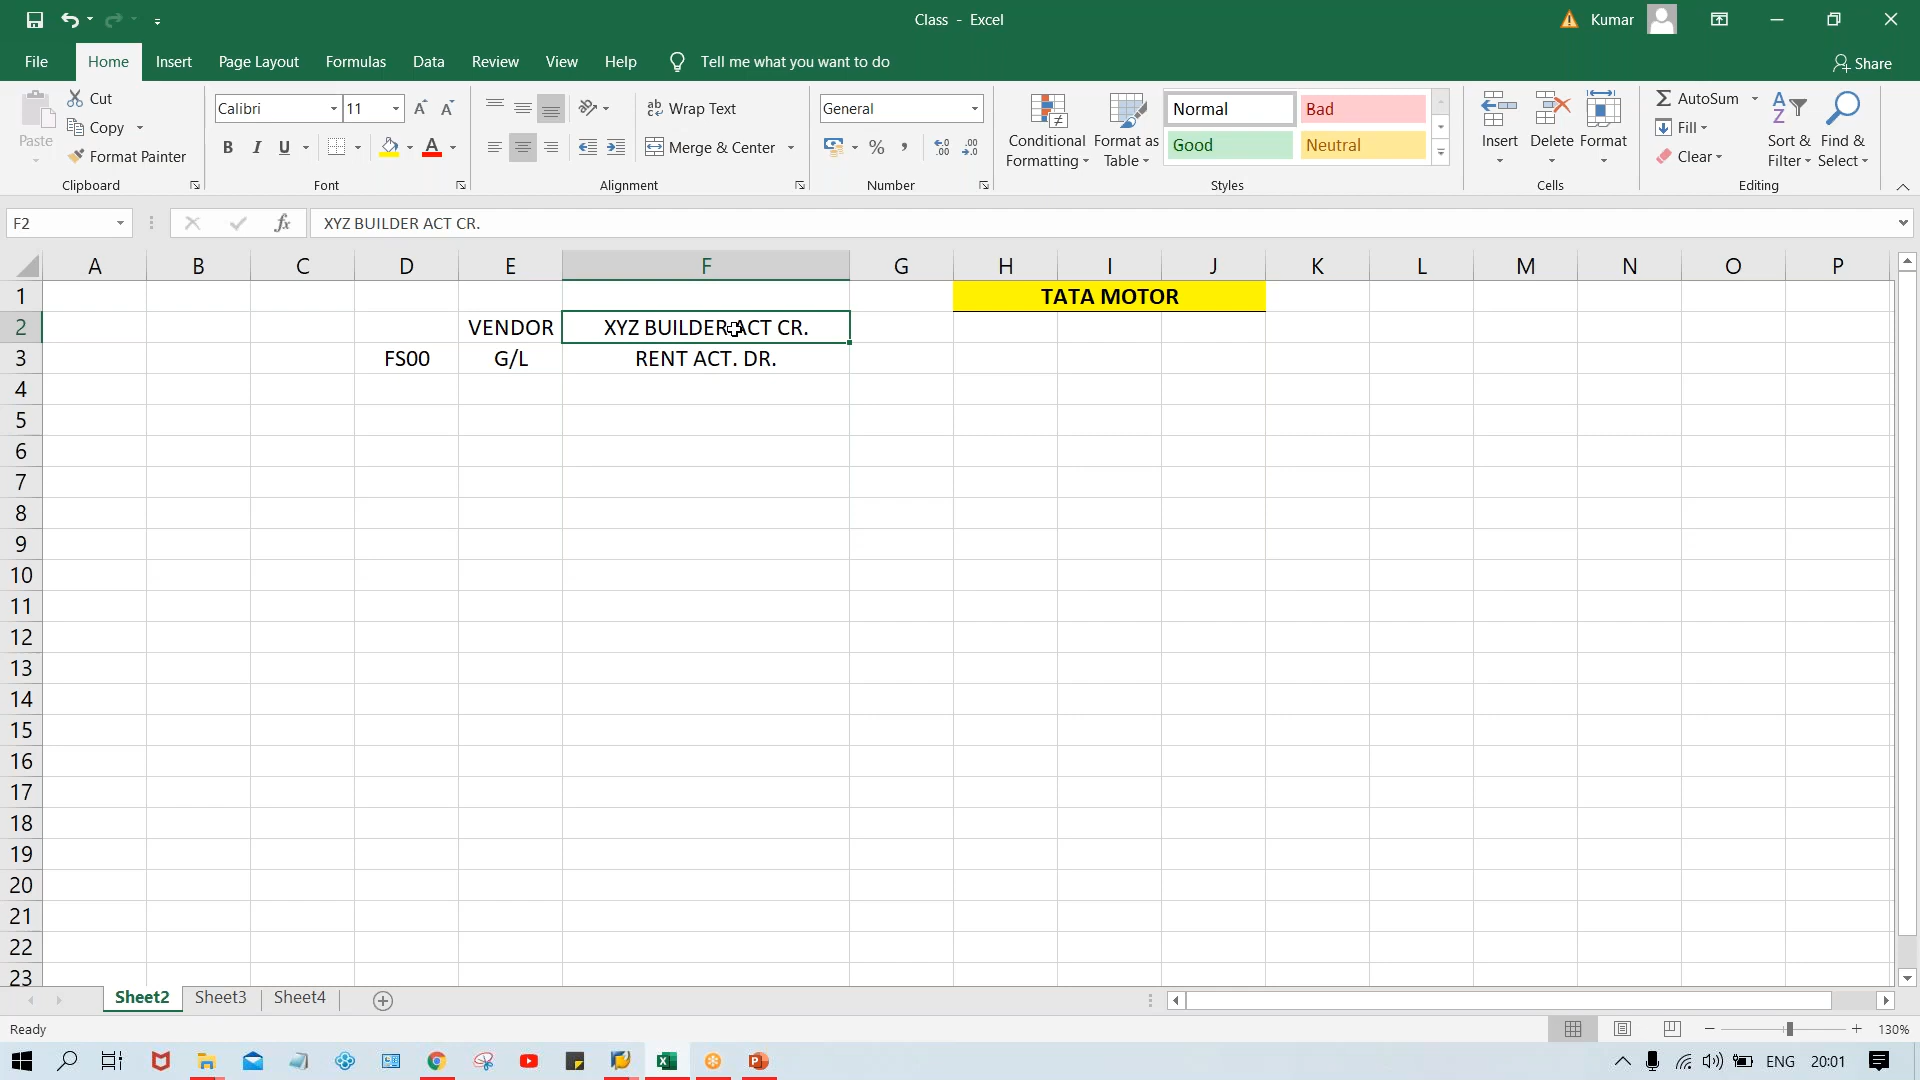 Class - Excel
Kumar
File Home Insert Page Layout Formulas Data Review View Help Tell me what you want to do
Share
Paste
Cut
Copy
Format Painter
Clipboard
Calibri 11
B I U
Font
Wrap Text
Merge & Center
Alignment
General
Number
Conditional Formatting
Format as Table
Normal Bad
Good Neutral
Styles
Insert Delete Format
Cells
AutoSum
Fill
Clear
Sort & Filter
Find & Select
Editing
F2 fx XYZ BUILDER ACT CR.
A B C D E F G H I J K L M N O P
1 TATA MOTOR
2 VENDOR XYZ BUILDER ACT CR.
3 FS00 G/L RENT ACT. DR.
4
5
6
7
8
9
10
11
12
13
14
15
16
17
18
19
20
21
22
23
Sheet2 Sheet3 Sheet4
Ready 130%
ENG 20:01